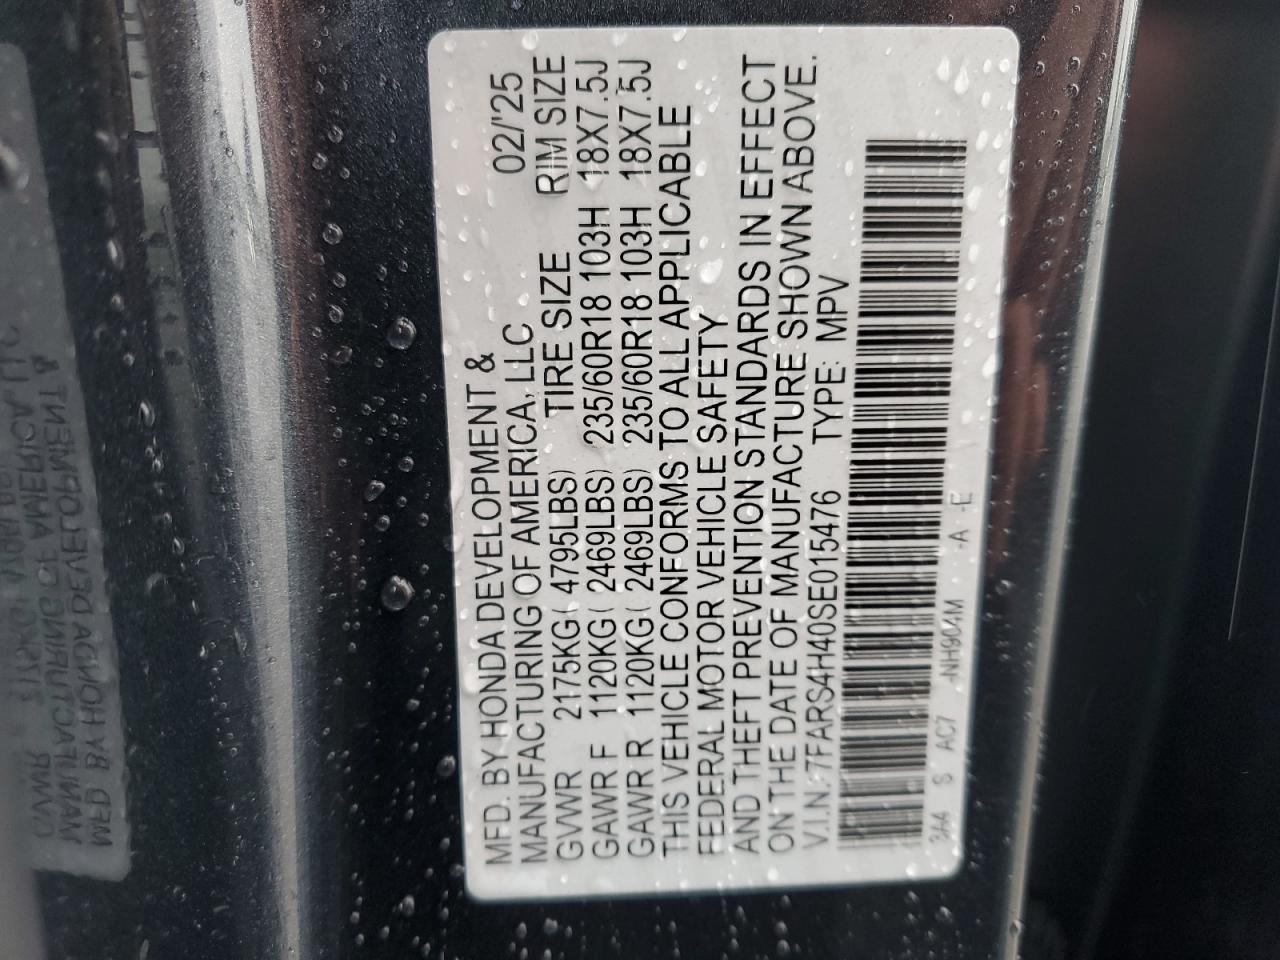 MFD. BY HONDA DEVELOPMENT &
MANUFACTURING OF AMERICA, LLC 02/'25
GVWR 2175KG( 4795LBS) TIRE SIZE RIM SIZE
GAWR F 1120KG( 2469LBS) 235/60R18 103H 18X7.5J
GAWR R 1120KG( 2469LBS) 235/60R18 103H 18X7.5J
THIS VEHICLE CONFORMS TO ALL APPLICABLE
FEDERAL MOTOR VEHICLE SAFETY
AND THEFT PREVENTION STANDARDS IN EFFECT
ON THE DATE OF MANUFACTURE SHOWN ABOVE.
V.I.N.:7FARS4H40SE015476 TYPE: MPV
3A4 S AC7 -NH904M -A -E